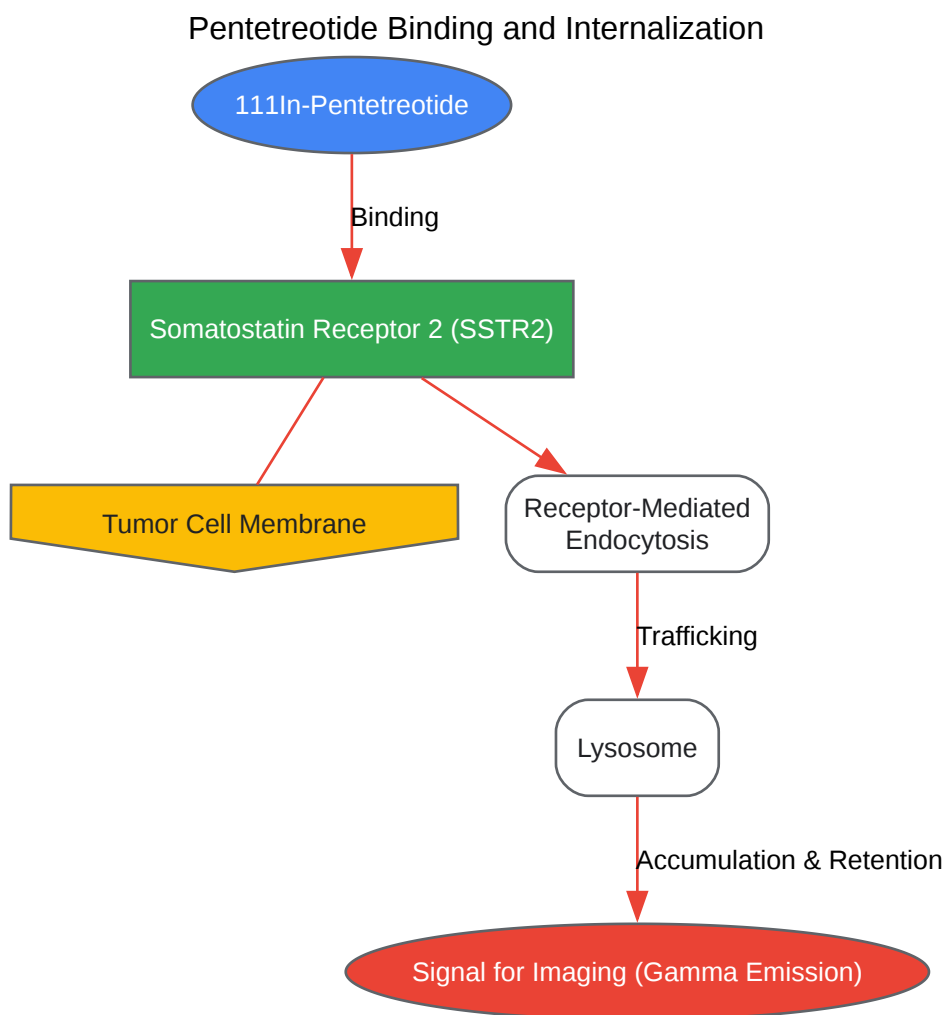 Pentetreotide Binding and Internalization
111In-Pentetreotide
Binding
Somatostatin Receptor 2 (SSTR2)
Tumor Cell Membrane
Receptor-Mediated
Endocytosis
Trafficking
Lysosome
Accumulation & Retention
Signal for Imaging (Gamma Emission)